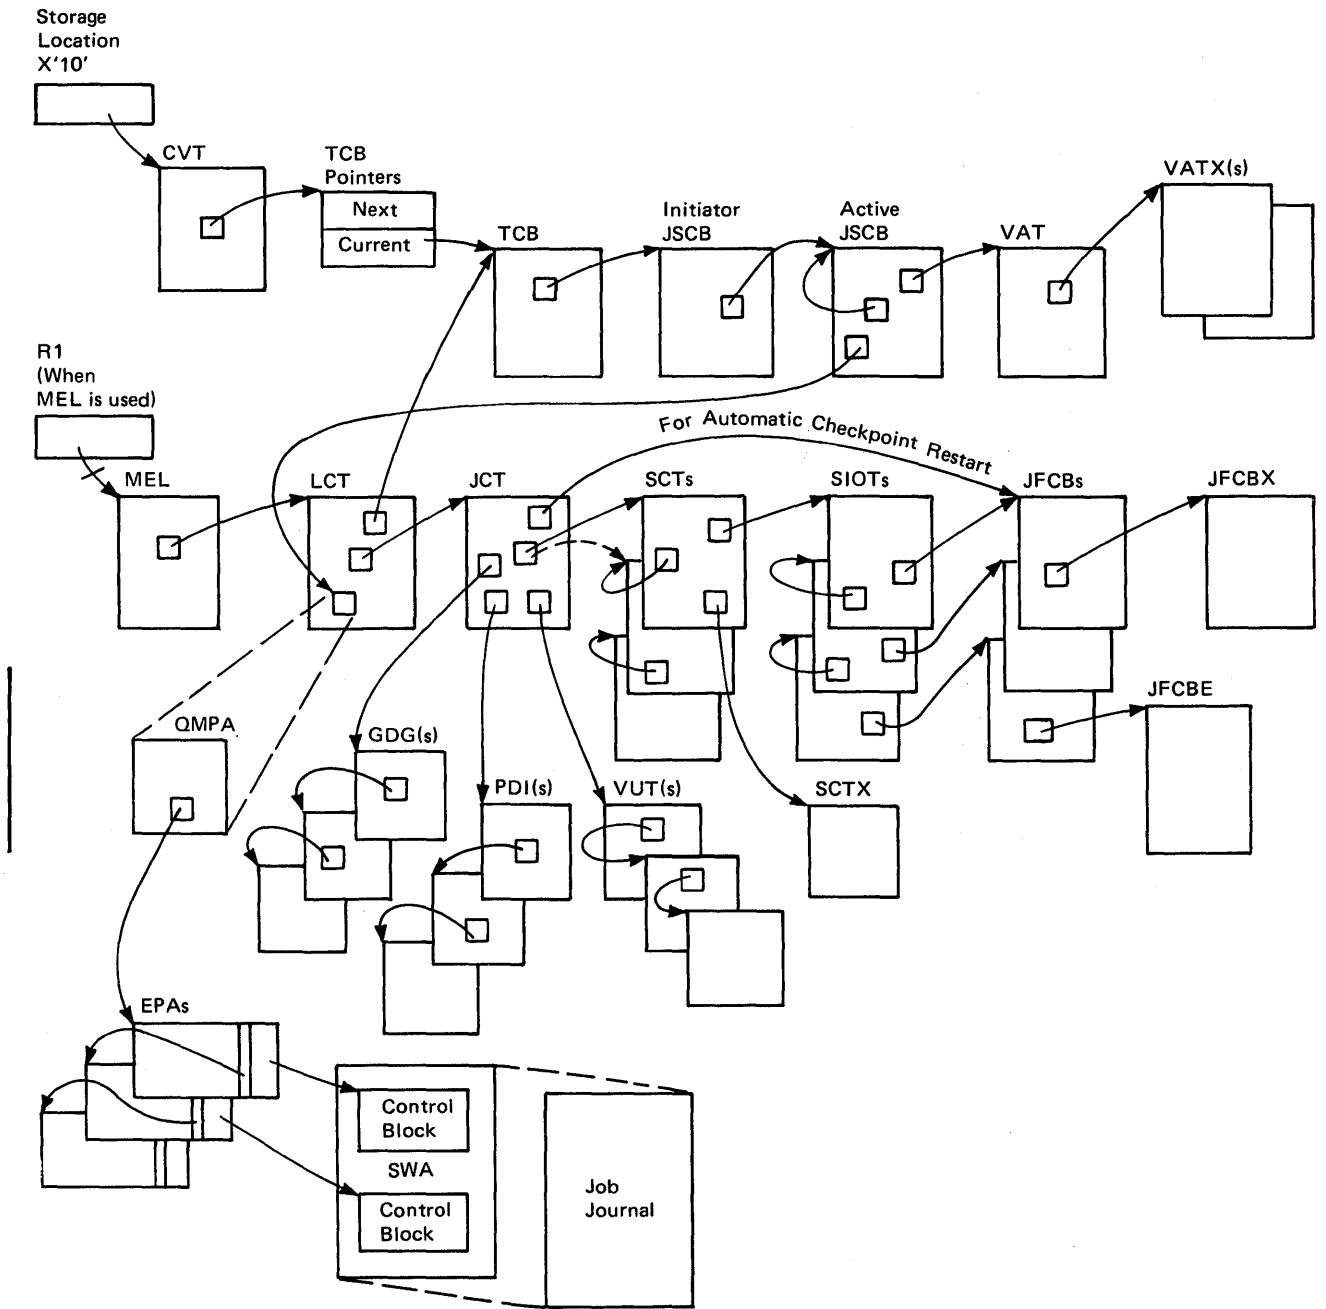 Storage
Location
X'10'
CVT
TCB
Pointers
Next
Current
TCB
Initiator
JSCB
Active
JSCB
VAT
VATX(s)
R1
(When
MEL is used)
For Automatic Checkpoint Restart
MEL
LCT
JCT
SCTs
SIOTs
JFCBs
JFCBX
QMPA
GDG(s)
PDI(s)
VUT(s)
SCTX
JFCBE
EPAs
Control
Block
SWA
Control
Block
Job
Journal